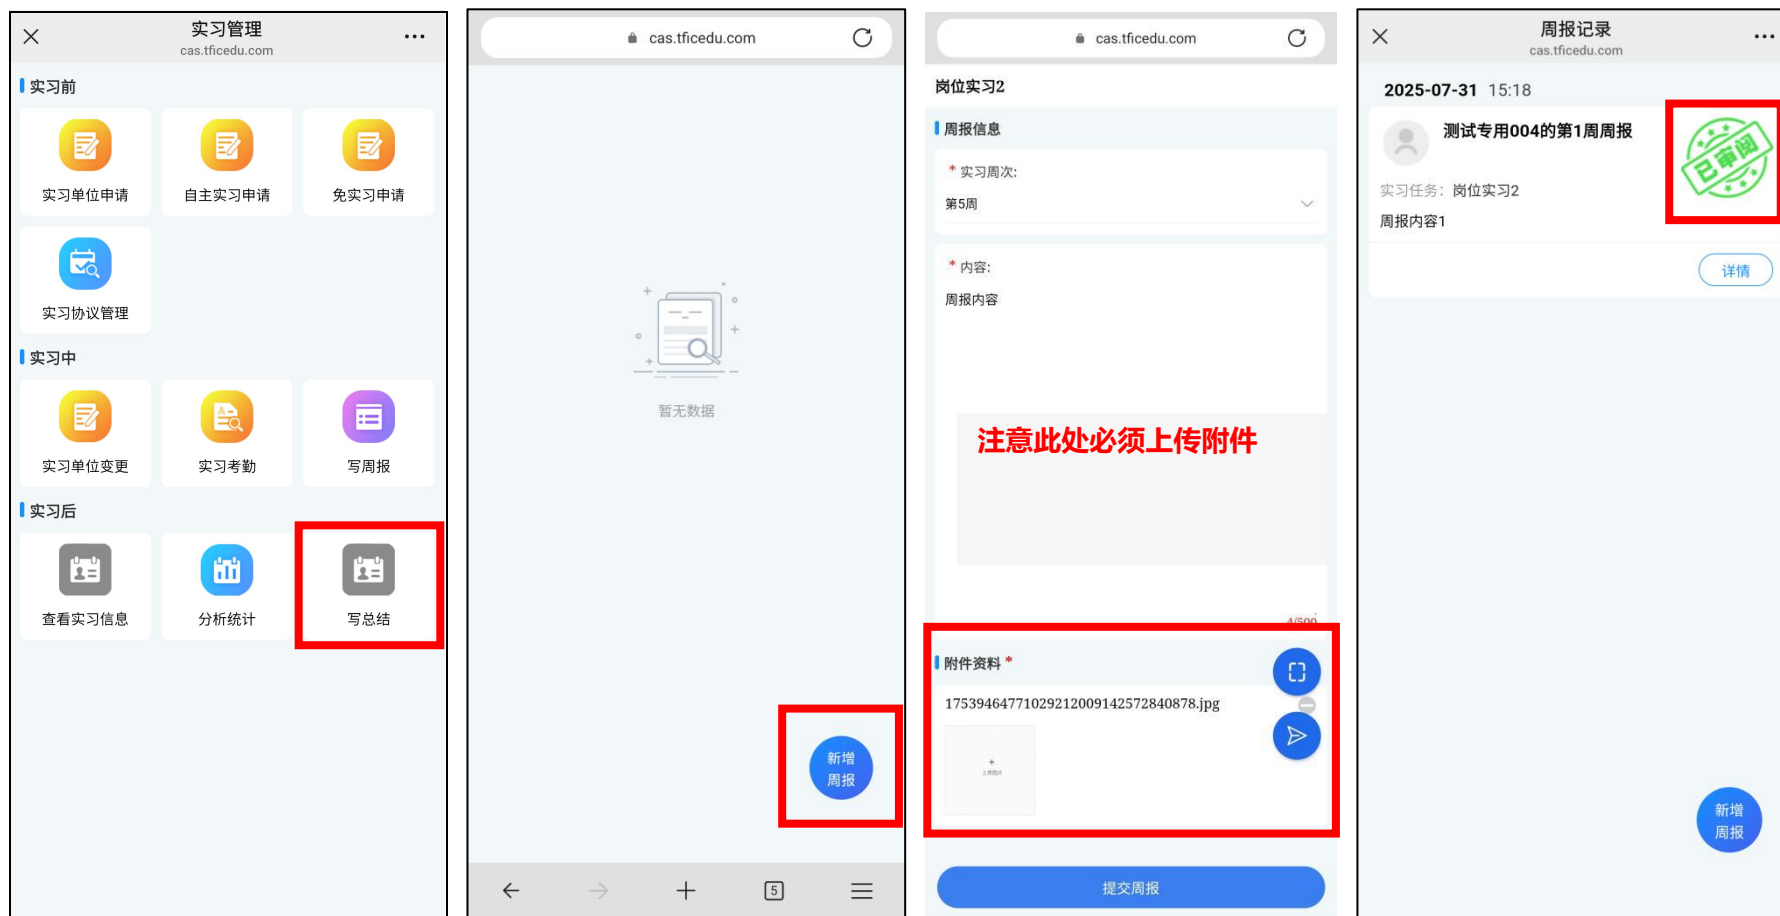 实习管理
cas.tficedu.com
实习前
实习单位申请
自主实习申请
免实习申请
实习协议管理
实习中
实习单位变更
实习考勤
写周报
实习后
查看实习信息
分析统计
写总结
cas.tficedu.com
暂无数据
新增
周报
5
cas.tficedu.com
岗位实习2
周报信息
* 实习周次:
第5周
* 内容:
周报内容
注意此处必须上传附件
4/500
附件资料 *
17539464771029212009142572840878.jpg
上传图片
提交周报
周报记录
cas.tficedu.com
2025-07-31 15:18
测试专用004的第1周周报
已审阅
实习任务: 岗位实习2
周报内容1
详情
新增
周报